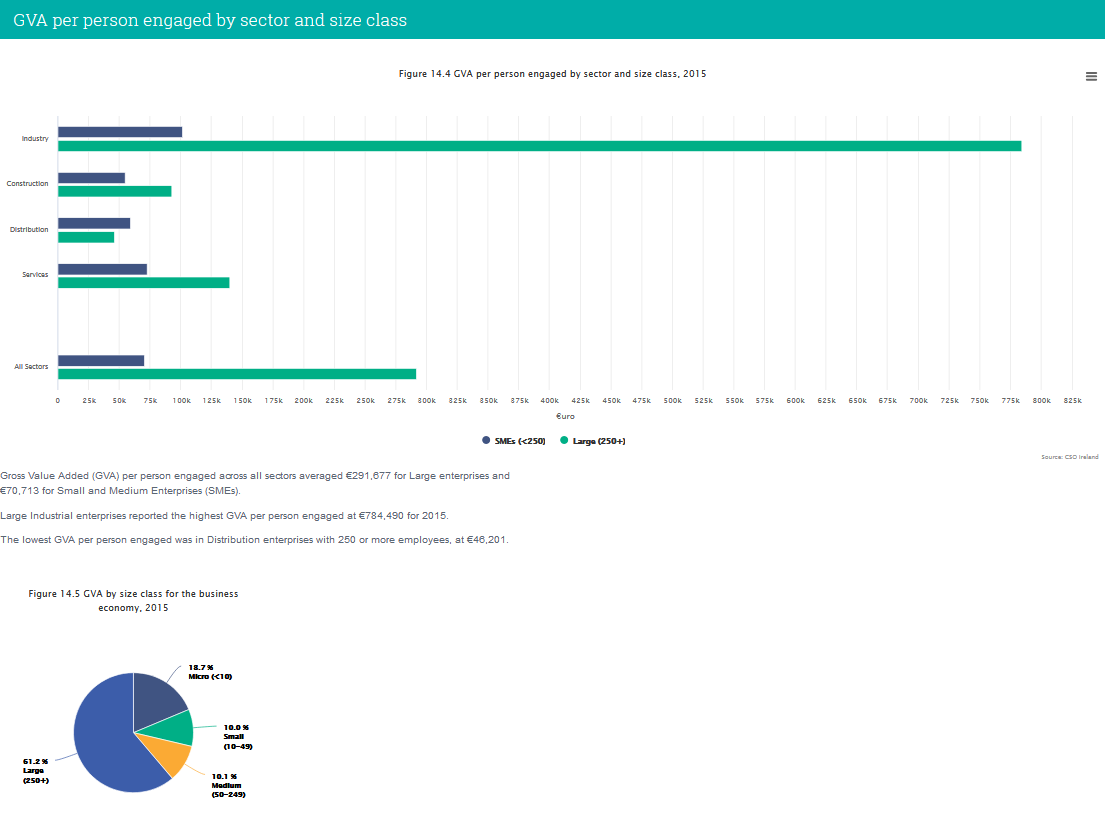 GVA per person engaged by sector and size class
Figure 14.4 GVA per person engaged by sector and size class, 2015
Industry
Construction
Distribution
Services
All Sectors
0 25k 50k 75k 100k 125k 150k 175k 200k 225k 250k 275k 300k 325k 350k 375k 400k 425k 450k 475k 500k 525k 550k 575k 600k 625k 650k 675k 700k 725k 750k 775k 800k 825k
€uro
SMEs (<250) Large (250+)
Source: CSO Ireland
Gross Value Added (GVA) per person engaged across all sectors averaged €291,677 for Large enterprises and
€70,713 for Small and Medium Enterprises (SMEs).
Large Industrial enterprises reported the highest GVA per person engaged at €784,490 for 2015.
The lowest GVA per person engaged was in Distribution enterprises with 250 or more employees, at €46,201.
Figure 14.5 GVA by size class for the business
economy, 2015
18.7 %
Micro (<10)
10.0 %
Small
(10–49)
61.2 %
Large
(250+)
10.1 %
Medium
(50–249)